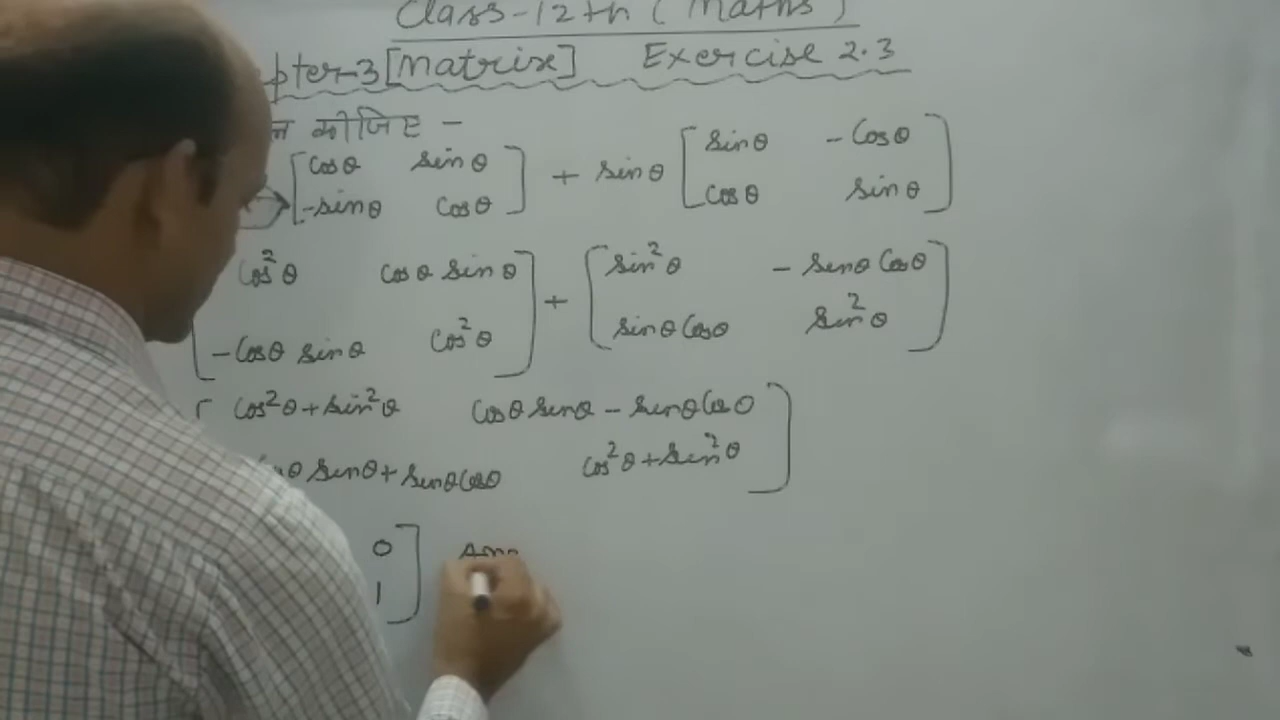 Class-12th (Maths)
pter-3 [Matrix] Exercise 2.3
कीजिए -
[cosθ sinθ] + sinθ [sinθ - cosθ]
[-sinθ cosθ] [cosθ sinθ]
cos²θ cosθ sinθ] + [sin²θ - sinθ cosθ]
[-cosθ sinθ cos²θ] [sinθ cosθ sin²θ]
[cos²θ+sin²θ cosθ sinθ - sinθ cosθ]
θ sinθ+sinθcosθ cos²θ+sin²θ]
0] Ans
1]